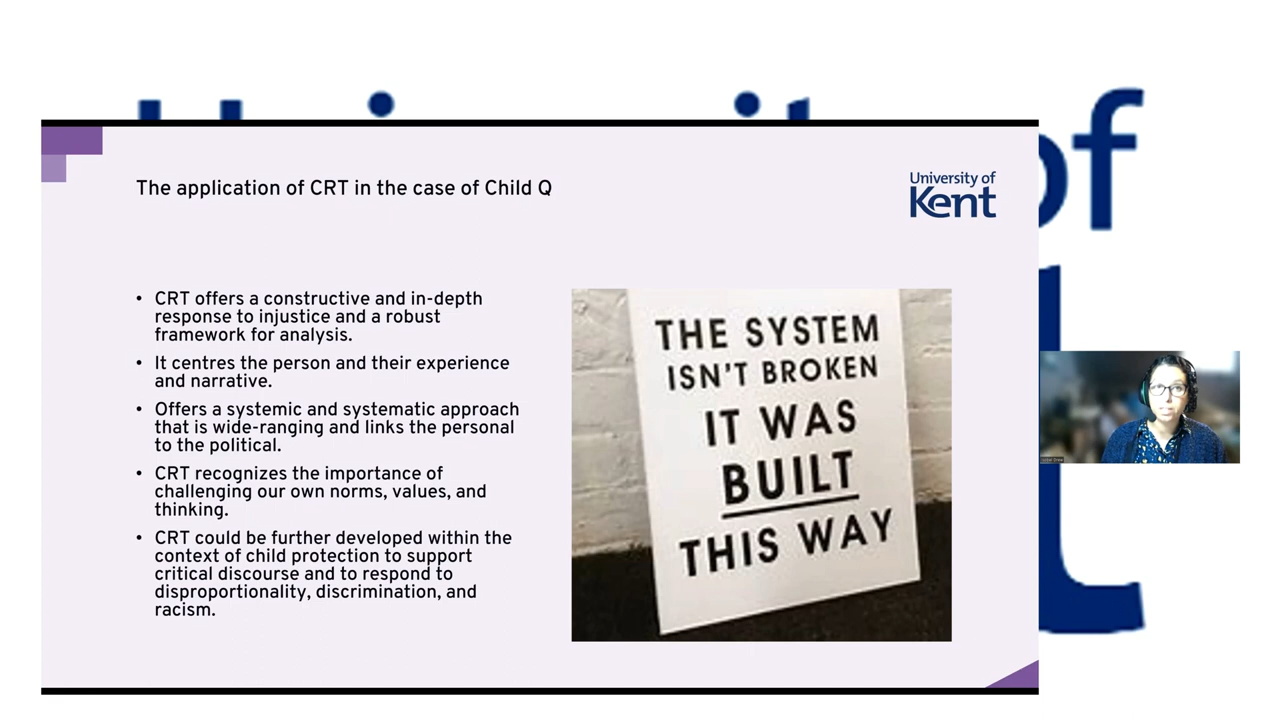 The application of CRT in the case of Child Q
University of
Kent
• CRT offers a constructive and in-depth
response to injustice and a robust
framework for analysis.
• It centres the person and their experience
and narrative.
• Offers a systemic and systematic approach
that is wide-ranging and links the personal
to the political.
• CRT recognizes the importance of
challenging our own norms, values, and
thinking.
• CRT could be further developed within the
context of child protection to support
critical discourse and to respond to
disproportionality, discrimination, and
racism.
THE SYSTEM
ISN'T BROKEN
IT WAS
BUILT
THIS WAY
of